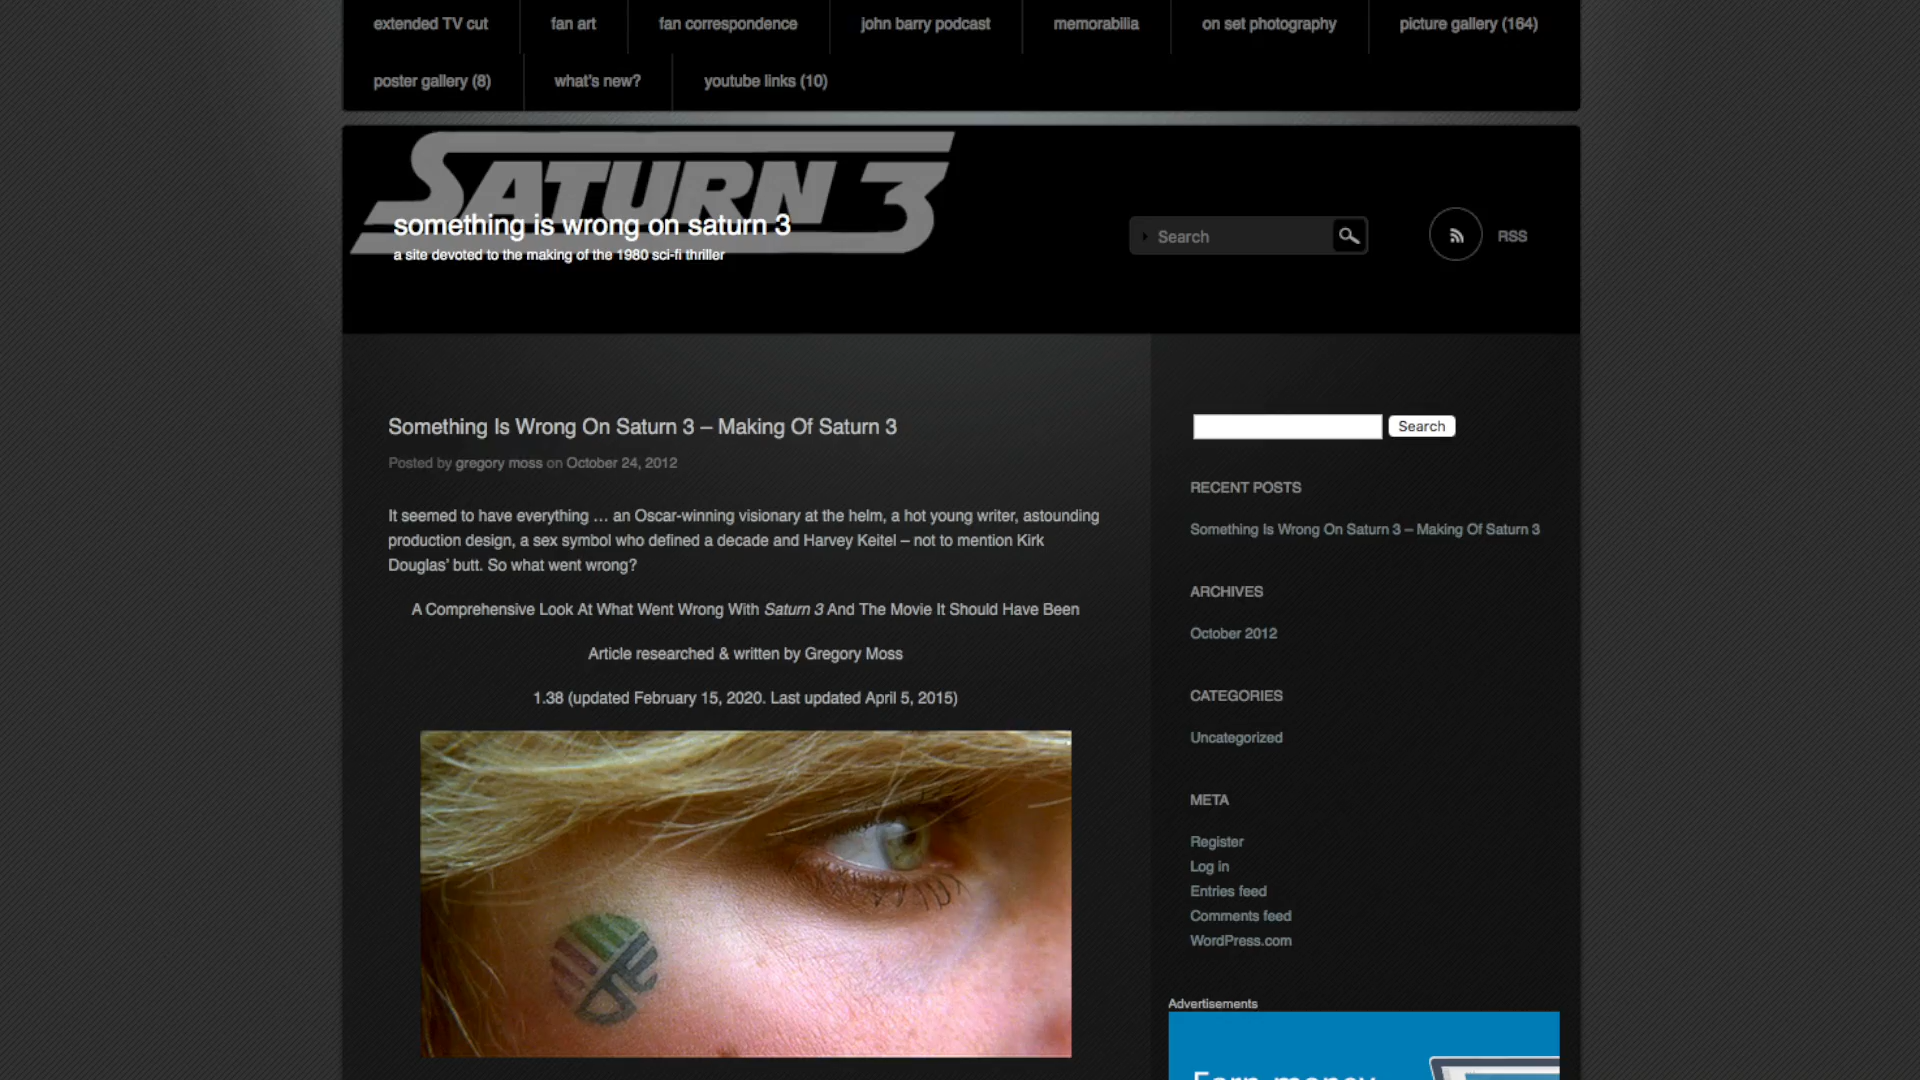 extended TV cut
fan art
fan correspondence
john barry podcast
memorabilia
on set photography
picture gallery (164)
poster gallery (8)
what's new?
youtube links (10)
SATURN 3
something is wrong on saturn 3
a site devoted to the making of the 1980 sci-fi thriller
Search
RSS
Something Is Wrong On Saturn 3 – Making Of Saturn 3
Posted by gregory moss on October 24, 2012
It seemed to have everything … an Oscar-winning visionary at the helm, a hot young writer, astounding
production design, a sex symbol who defined a decade and Harvey Keitel – not to mention Kirk
Douglas' butt. So what went wrong?
A Comprehensive Look At What Went Wrong With Saturn 3 And The Movie It Should Have Been
Article researched & written by Gregory Moss
1.38 (updated February 15, 2020. Last updated April 5, 2015)
Search
RECENT POSTS
Something Is Wrong On Saturn 3 – Making Of Saturn 3
ARCHIVES
October 2012
CATEGORIES
Uncategorized
META
Register
Log in
Entries feed
Comments feed
WordPress.com
Advertisements
Earn money